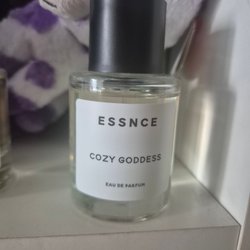 ESSNCE
COZY GODDESS
EAU DE PARFUM